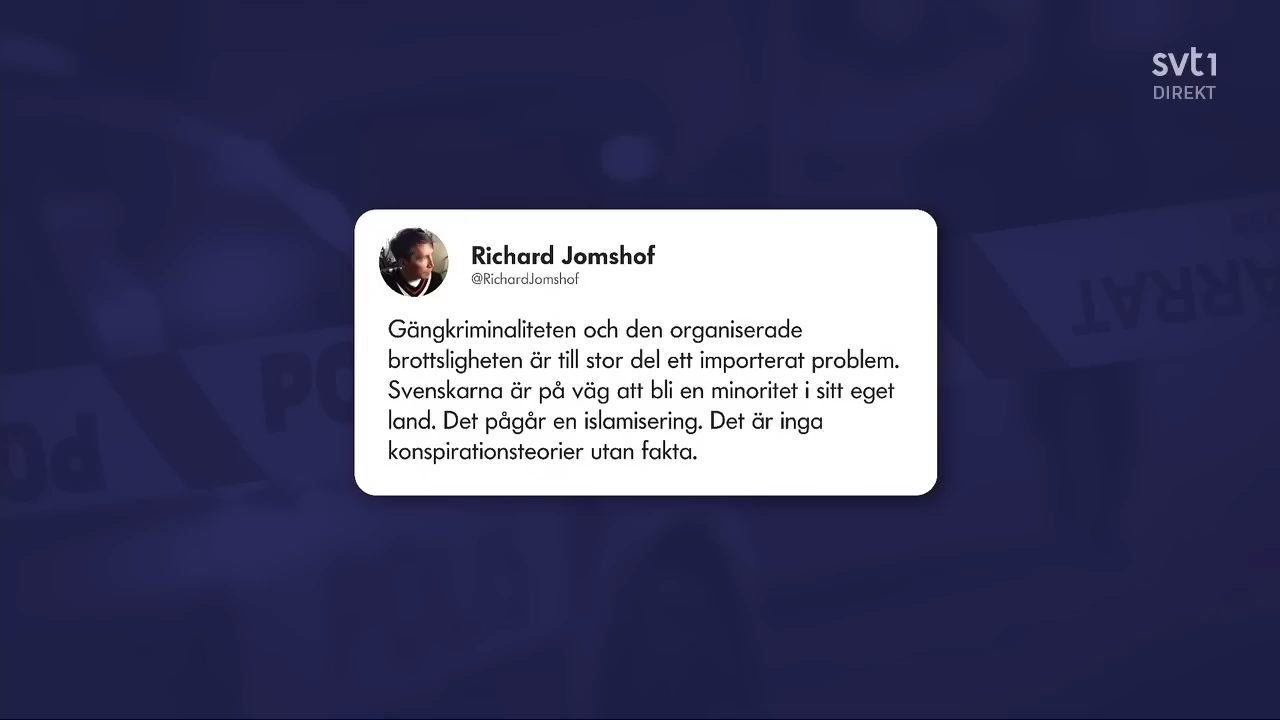 svt1
DIREKT
Richard Jomshof
@RichardJomshof
Gängkriminaliteten och den organiserade
brottsligheten är till stor del ett importerat problem.
Svenskarna är på väg att bli en minoritet i sitt eget
land. Det pågår en islamisering. Det är inga
konspirationsteorier utan fakta.